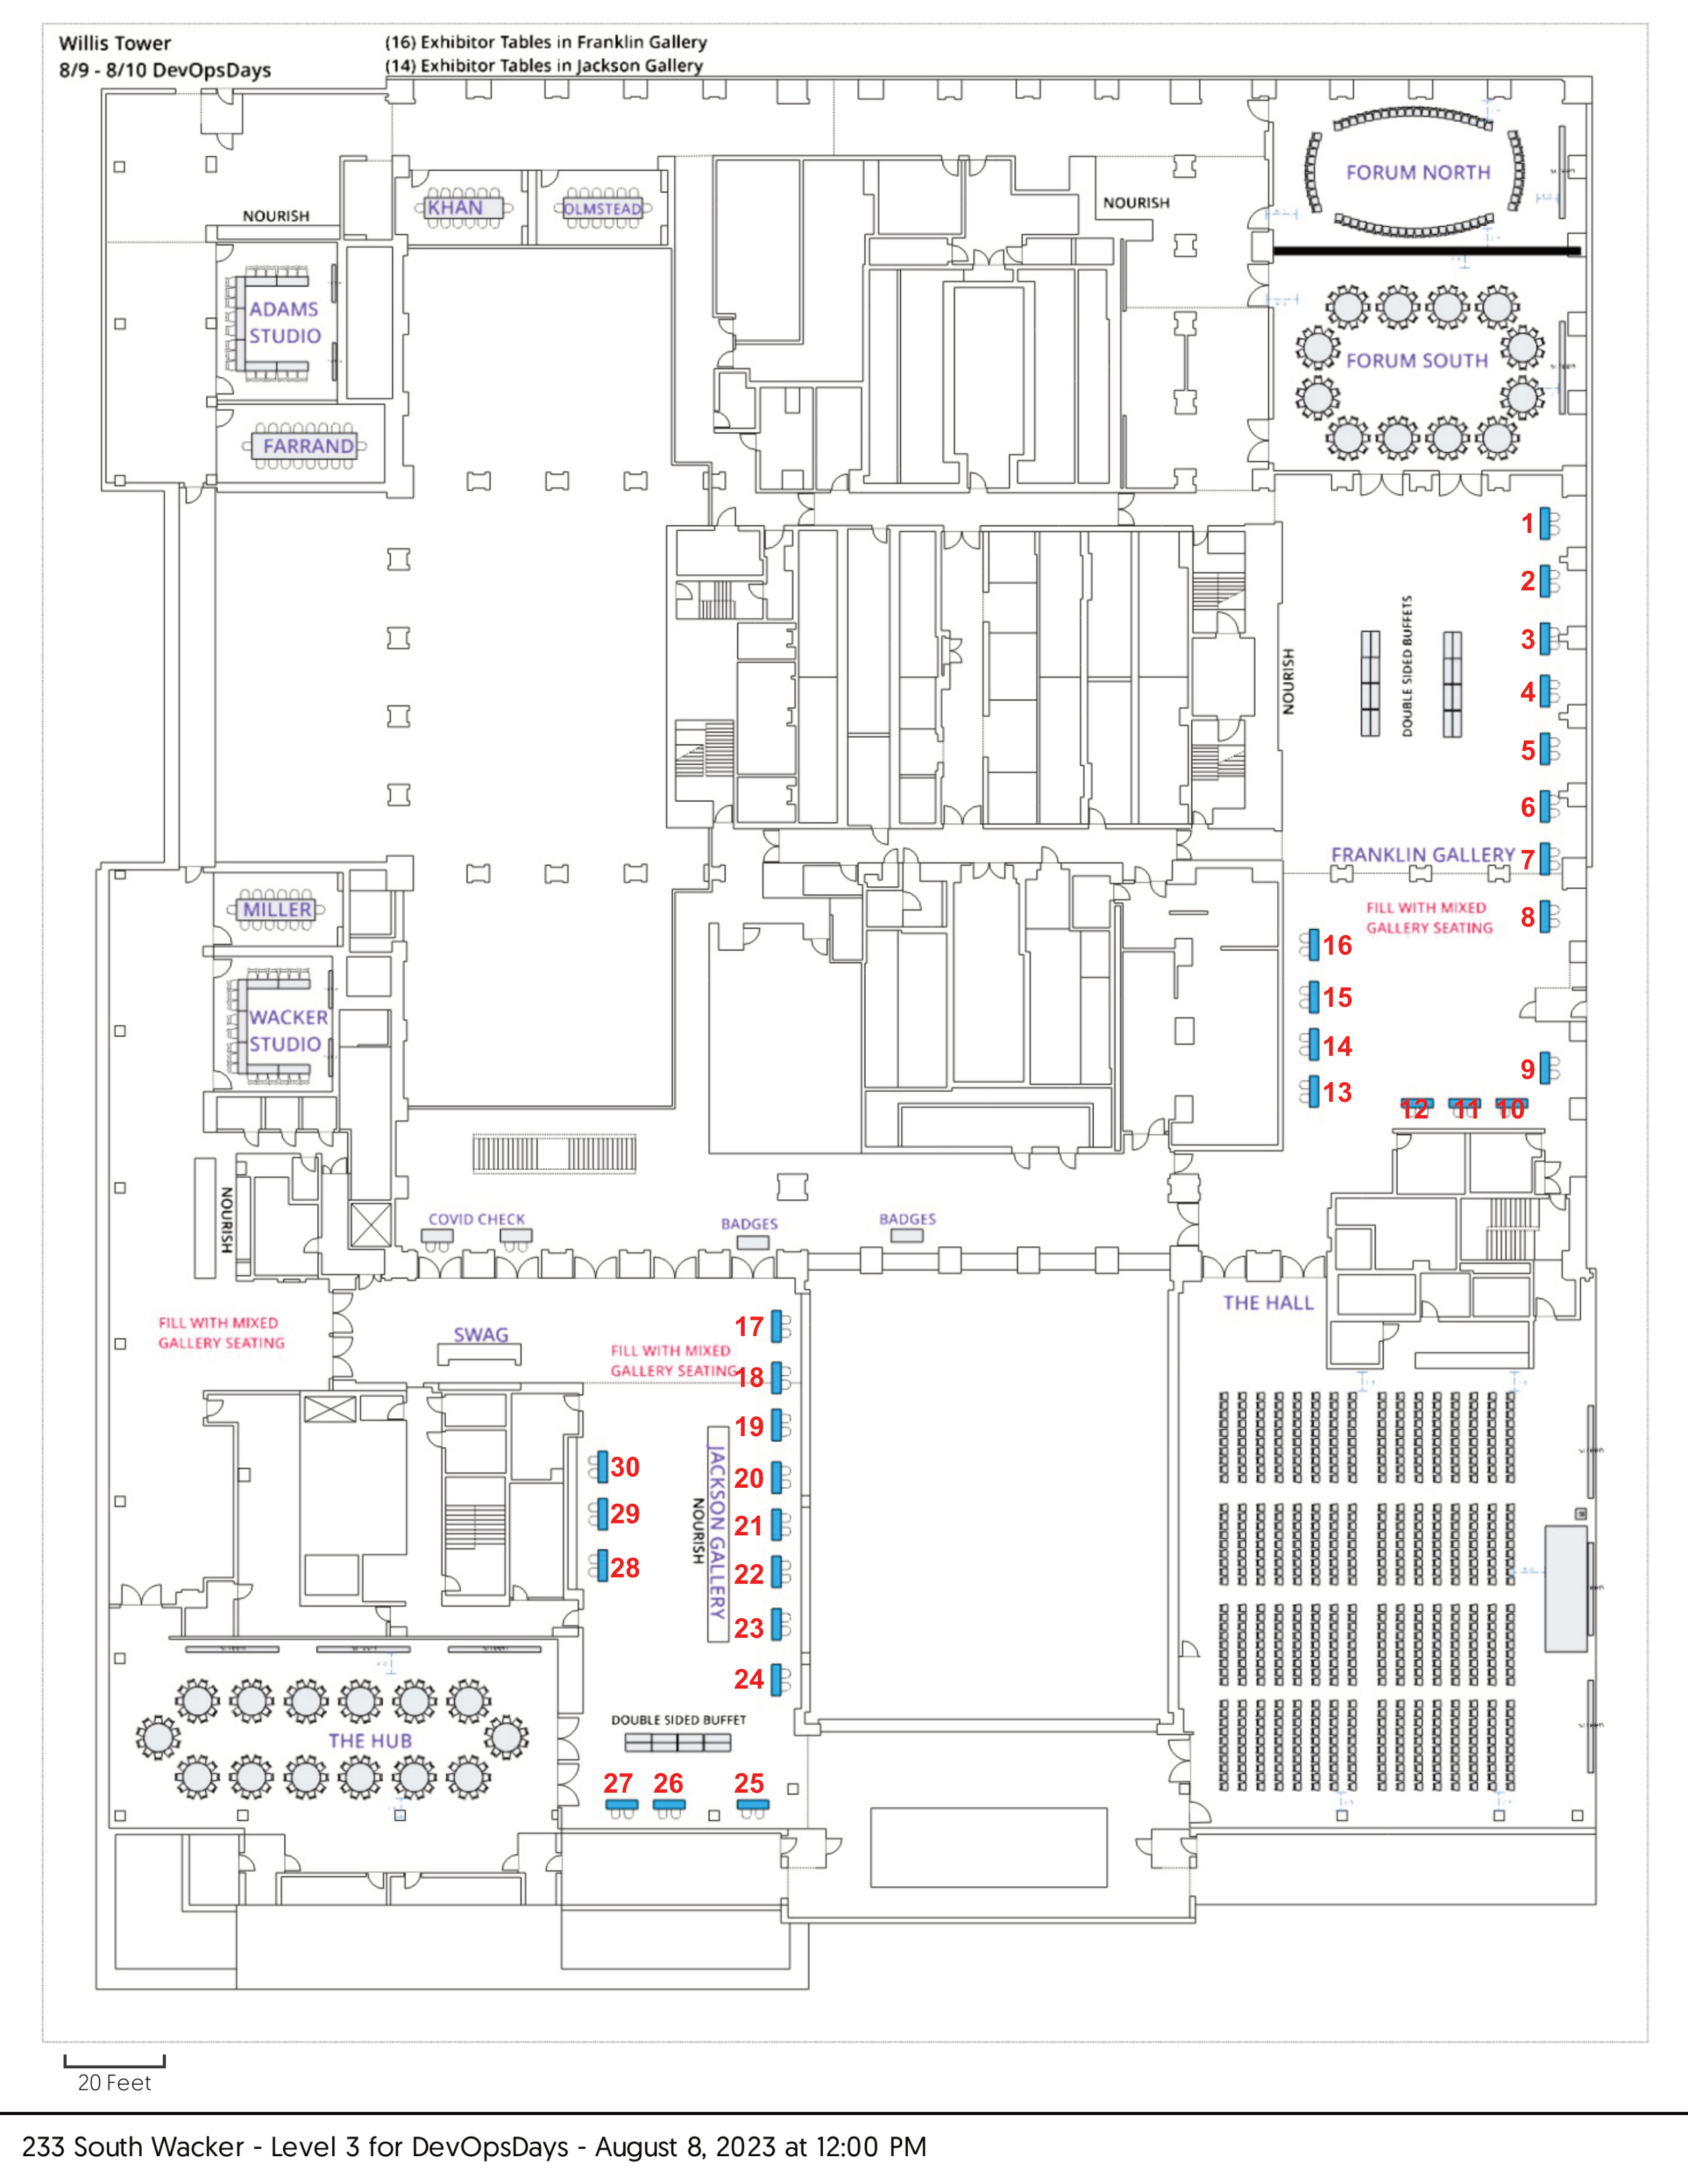 Willis Tower
8/9 - 8/10 DevOpsDays
(16) Exhibitor Tables in Franklin Gallery
(14) Exhibitor Tables in Jackson Gallery
FORUM NORTH
NOURISH
KHAN
OLMSTEAD
NOURISH
ADAMS
STUDIO
FORUM SOUTH
FARRAND
1
2
3
4
5
6
7
DOUBLE SIDED BUFFETS
NOURISH
FRANKLIN GALLERY
MILLER
FILL WITH MIXED
GALLERY SEATING
8
16
15
14
13
9
12
11
10
WACKER
STUDIO
NOURISH
COVID CHECK
BADGES
BADGES
THE HALL
FILL WITH MIXED
GALLERY SEATING
SWAG
FILL WITH MIXED
GALLERY SEATING
17
18
19
20
21
22
23
24
JACKSON GALLERY
NOURISH
30
29
28
THE HUB
DOUBLE SIDED BUFFET
27
26
25
20 Feet
233 South Wacker - Level 3 for DevOpsDays - August 8, 2023 at 12:00 PM